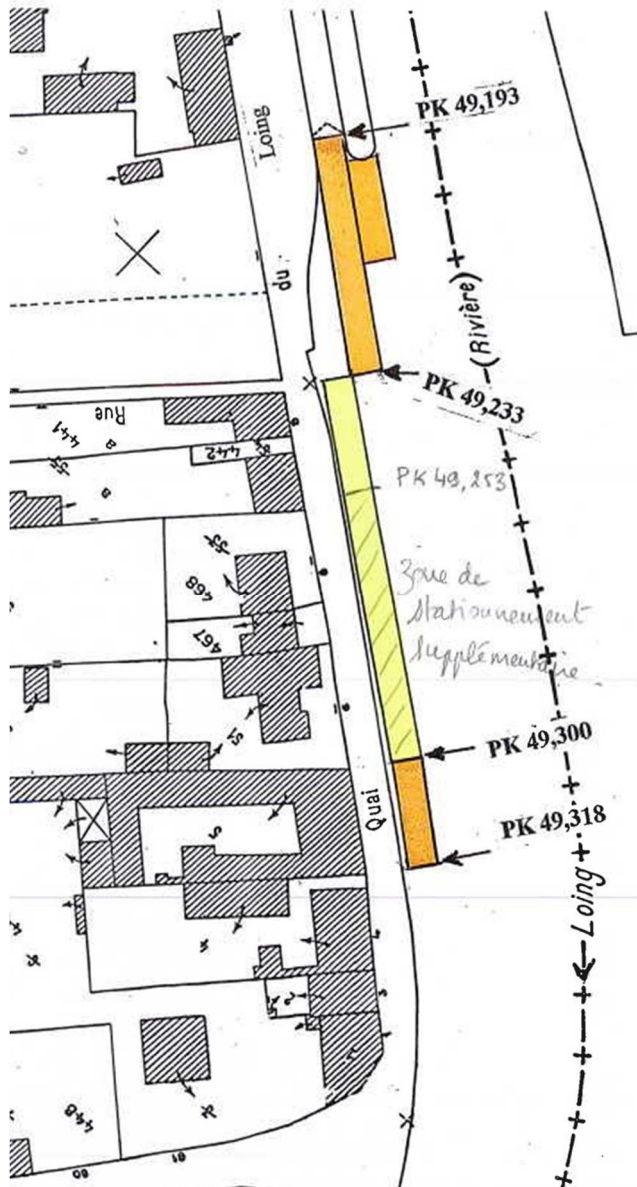 PK 49,193
Loing
du
(Rivière)
PK 49,233
Rue
441
442
PK 49,253
468
467
Zone de
Stationnement
Supplémentaire
PK 49,300
Quai
PK 49,318
Loing
448